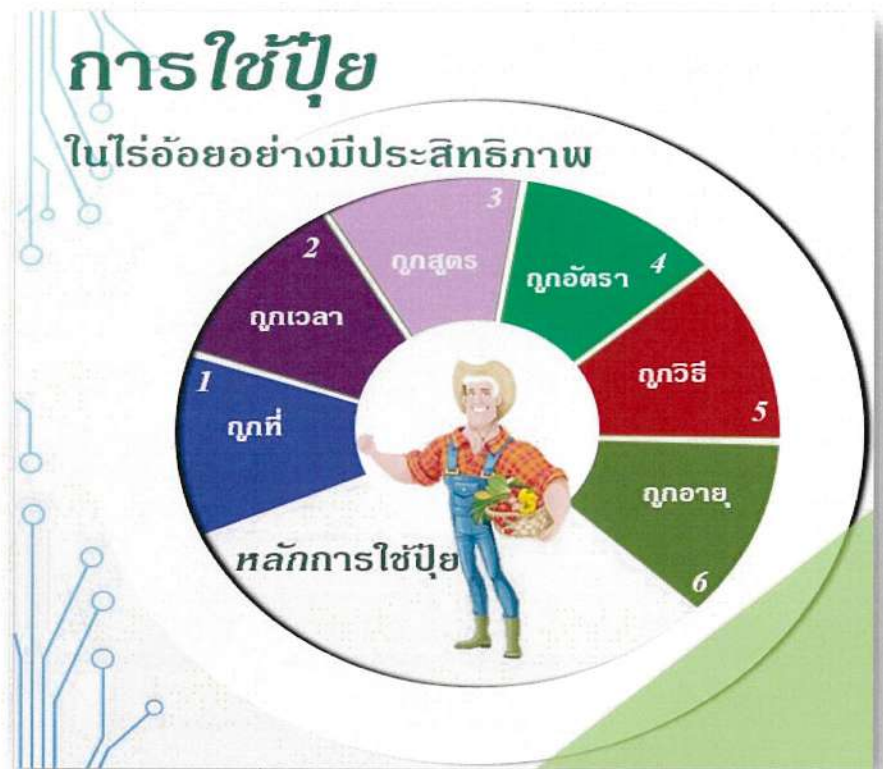 การใช้ปุ๋ย
ในไร่อ้อยอย่างมีประสิทธิภาพ
1
ถูกที่
2
ถูกเวลา
3
ถูกสูตร
4
ถูกอัตรา
ถูกวิธี
5
ถูกอายุ
6
หลักการใช้ปุ๋ย